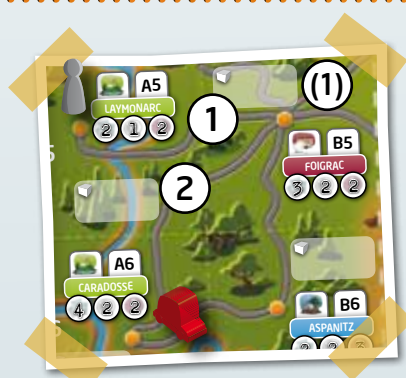 A5
LAYMONARC
2 1 2
1
(1)
B5
FOIGRAC
3 2 2
2
A6
CARADOSSE
4 2 2
B6
ASPANITZ